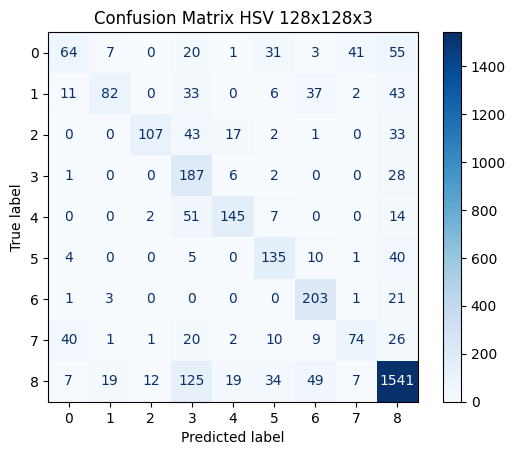 Confusion Matrix HSV 128x128x3
0 64 7 0 20 1 31 3 41 55
1 11 82 0 33 0 6 37 2 43
2 0 0 107 43 17 2 1 0 33
3 1 0 0 187 6 2 0 0 28
4 0 0 2 51 145 7 0 0 14
5 4 0 0 5 0 135 10 1 40
6 1 3 0 0 0 0 203 1 21
7 40 1 1 20 2 10 9 74 26
8 7 19 12 125 19 34 49 7 1541
0 1 2 3 4 5 6 7 8
Predicted label
True label
1400
1200
1000
800
600
400
200
0